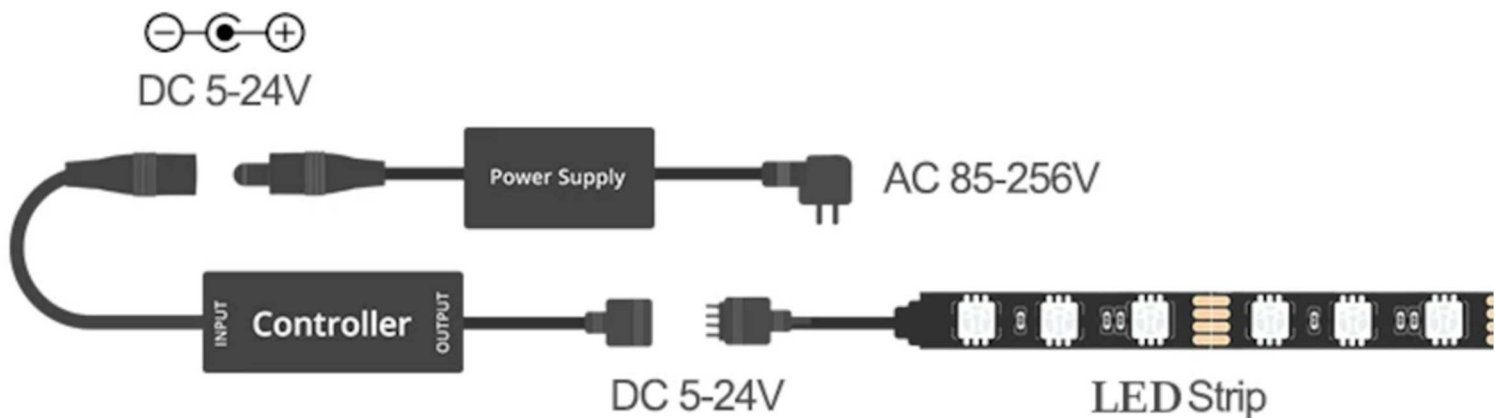 DC 5-24V
Power Supply
AC 85-256V
INPUT
Controller
OUTPUT
DC 5-24V
LED Strip